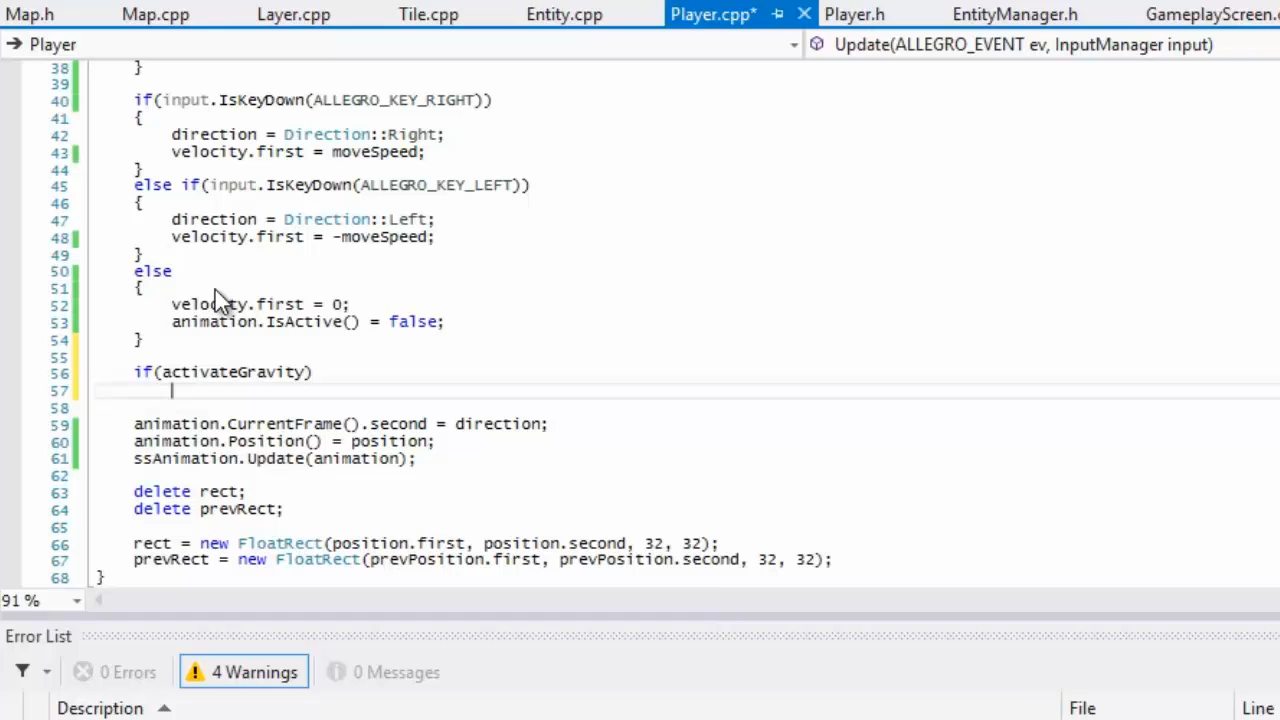 Map.h Map.cpp Layer.cpp Tile.cpp Entity.cpp Player.cpp* Player.h EntityManager.h GameplayScreen.c
Player Update(ALLEGRO_EVENT ev, InputManager input)
38 }
39
40 if(input.IsKeyDown(ALLEGRO_KEY_RIGHT))
41 {
42 direction = Direction::Right;
43 velocity.first = moveSpeed;
44 }
45 else if(input.IsKeyDown(ALLEGRO_KEY_LEFT))
46 {
47 direction = Direction::Left;
48 velocity.first = -moveSpeed;
49 }
50 else
51 {
52 velocity.first = 0;
53 animation.IsActive() = false;
54 }
55
56 if(activateGravity)
57
58
59 animation.CurrentFrame().second = direction;
60 animation.Position() = position;
61 ssAnimation.Update(animation);
62
63 delete rect;
64 delete prevRect;
65
66 rect = new FloatRect(position.first, position.second, 32, 32);
67 prevRect = new FloatRect(prevPosition.first, prevPosition.second, 32, 32);
68 }
91 %
Error List
0 Errors 4 Warnings 0 Messages
Description File Line